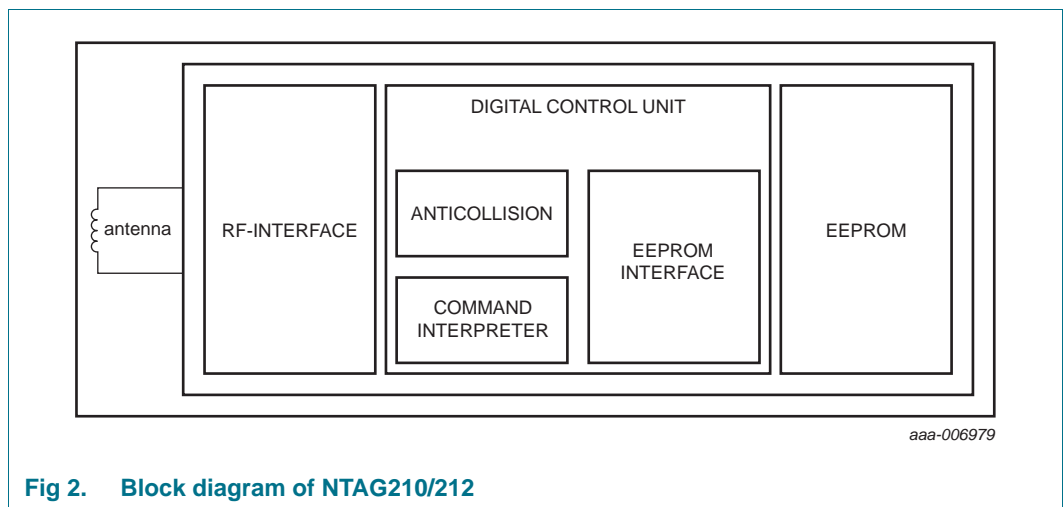 DIGITAL CONTROL UNIT
antenna
RF-INTERFACE
ANTICOLLISION
COMMAND
INTERPRETER
EEPROM
INTERFACE
EEPROM
aaa-006979
Fig 2. Block diagram of NTAG210/212